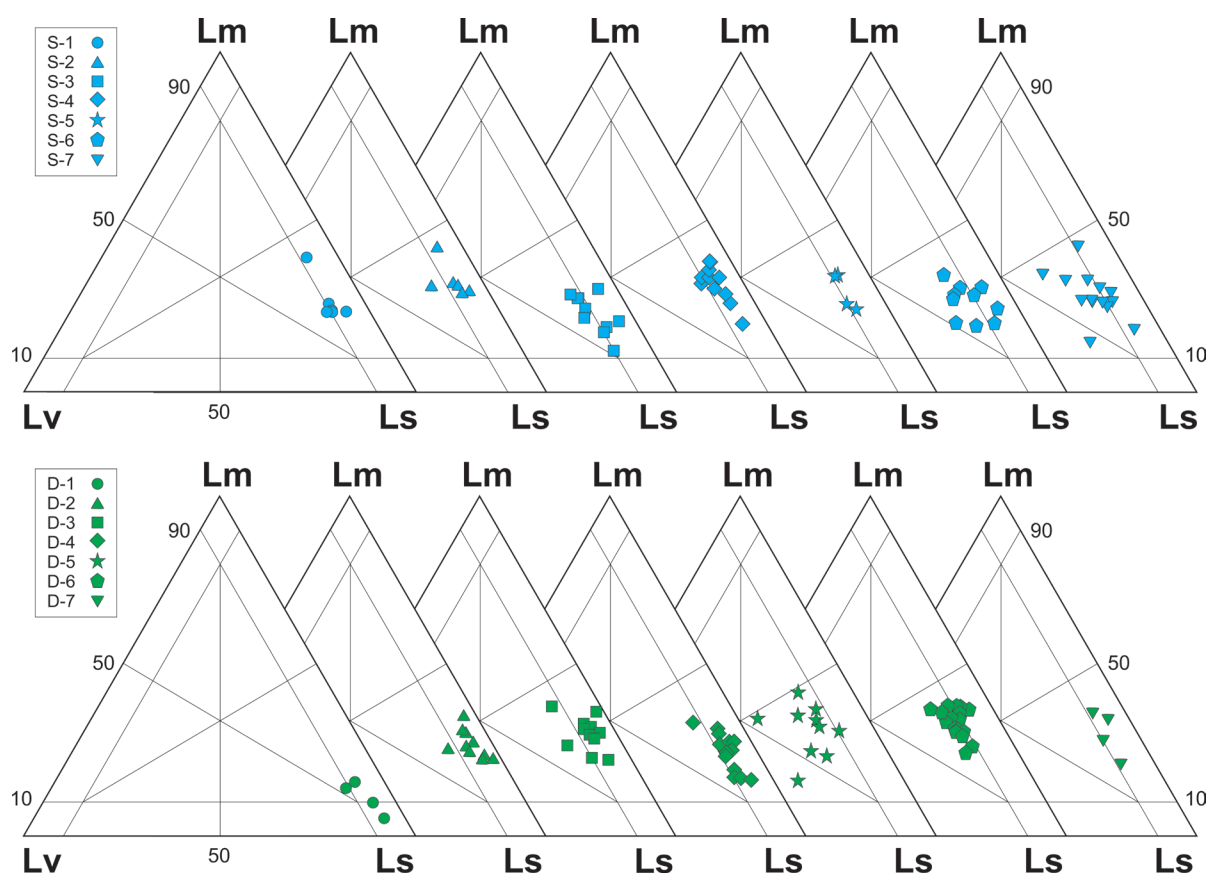 Lm Lm Lm Lm Lm Lm Lm
S-1
S-2
S-3
S-4
S-5
S-6
S-7
90 90
50 50
10 10
Lv 50 Ls Ls Ls Ls Ls Ls Ls
Lm Lm Lm Lm Lm Lm Lm
D-1
D-2
D-3
D-4
D-5
D-6
D-7
90 90
50 50
10 10
Lv 50 Ls Ls Ls Ls Ls Ls Ls